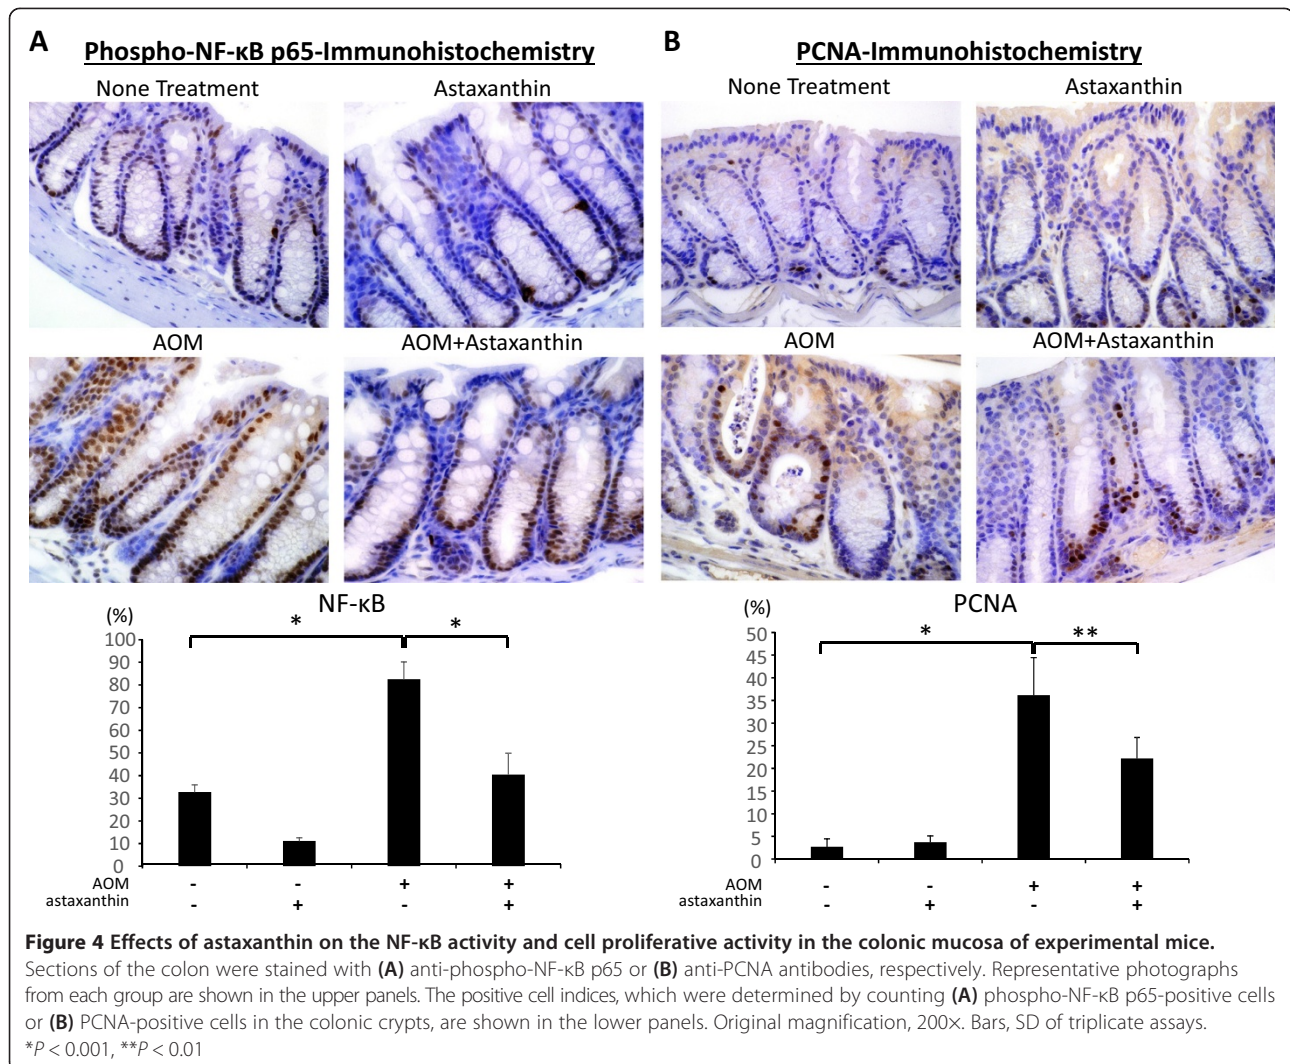 A Phospho-NF-κB p65-Immunohistochemistry
None Treatment
Astaxanthin
AOM
AOM+Astaxanthin
NF-κB
(%)
*
*
100
90
80
70
60
50
40
30
20
10
0
AOM - - + +
astaxanthin - + - +
B PCNA-Immunohistochemistry
None Treatment
Astaxanthin
AOM
AOM+Astaxanthin
PCNA
(%)
*
**
50
45
40
35
30
25
20
15
10
5
0
AOM - - + +
astaxanthin - + - +
Figure 4 Effects of astaxanthin on the NF-κB activity and cell proliferative activity in the colonic mucosa of experimental mice.
Sections of the colon were stained with (A) anti-phospho-NF-κB p65 or (B) anti-PCNA antibodies, respectively. Representative photographs
from each group are shown in the upper panels. The positive cell indices, which were determined by counting (A) phospho-NF-κB p65-positive cells
or (B) PCNA-positive cells in the colonic crypts, are shown in the lower panels. Original magnification, 200×. Bars, SD of triplicate assays.
*P < 0.001, **P < 0.01